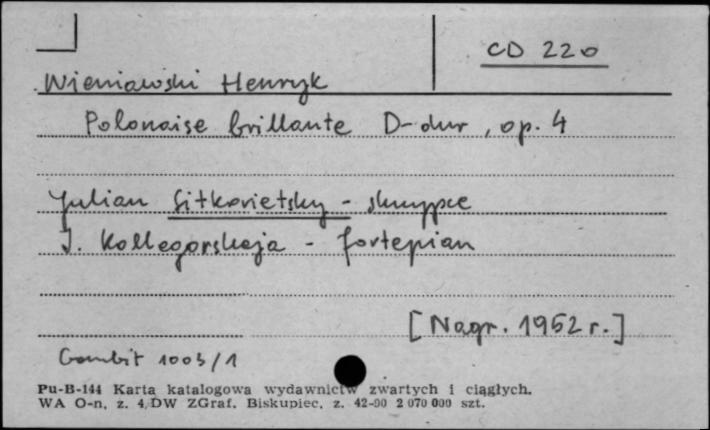 CD 220
Wieniawski Henryk
Polonaise brillante D-dur, op. 4
Julian Sitkovietsky - skrzypce
I. Kollegorskaja - fortepian
[Nagr. 1952 r.]
Gambit 1003/1
Pu-B-144 Karta katalogowa wydawnictw zwartych i ciągłych.
WA O-n, z. 4/DW ZGraf. Biskupiec, z. 42-90 2 070 000 szt.